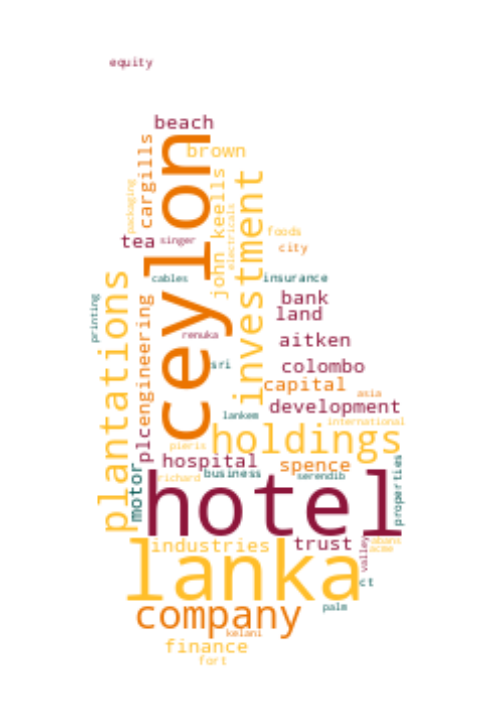 equity
beach
brown
cargills
packaging
ceylon
john keells
electricals
investment
tea
singer
foods
city
cables
insurance
plantations
printing
engineering
plc
bank
land
renuka
aitken
sri
colombo
capital
asia
development
lankem
international
holdings
pieris
hospital
spence
motor
richard
business
serendib
properties
hotel
industries
trust
valley
abans
acme
lanka
ct
palm
company
kelani
finance
fort